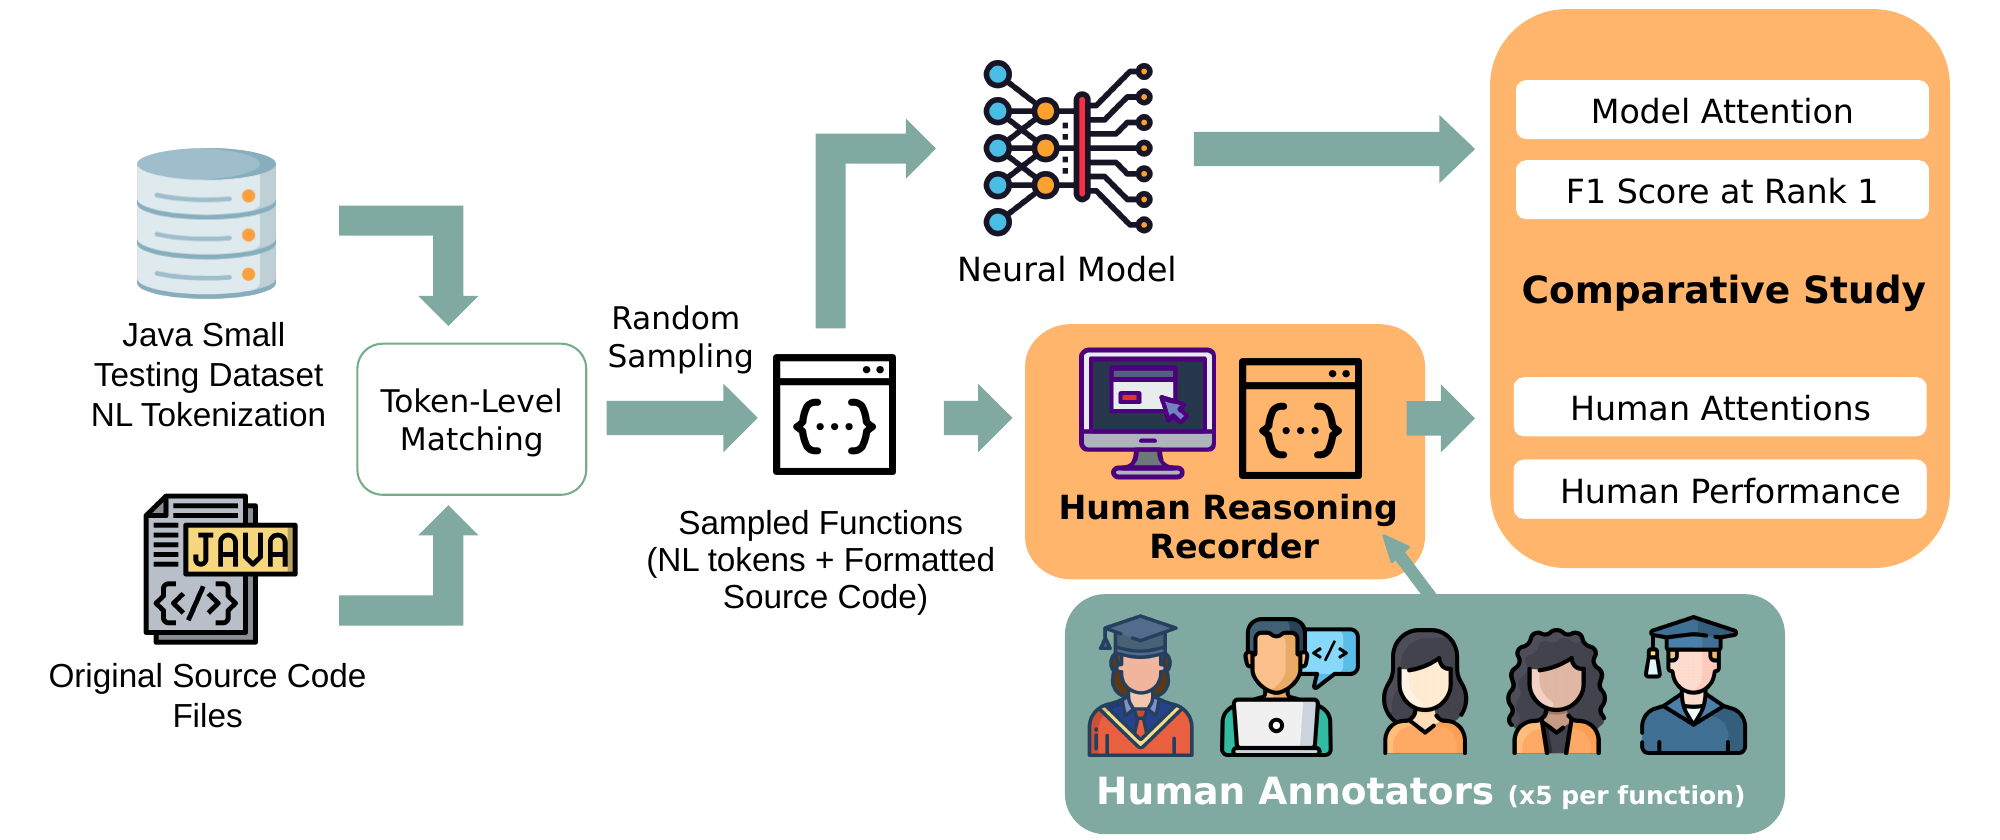 Java Small
Testing Dataset
NL Tokenization
JAVA
{</>}
Original Source Code
Files
Token-Level
Matching
Random
Sampling
{...}
Sampled Functions
(NL tokens + Formatted
Source Code)
Neural Model
{...}
Human Reasoning
Recorder
</>
Human Annotators (x5 per function)
Model Attention
F1 Score at Rank 1
Comparative Study
Human Attentions
Human Performance